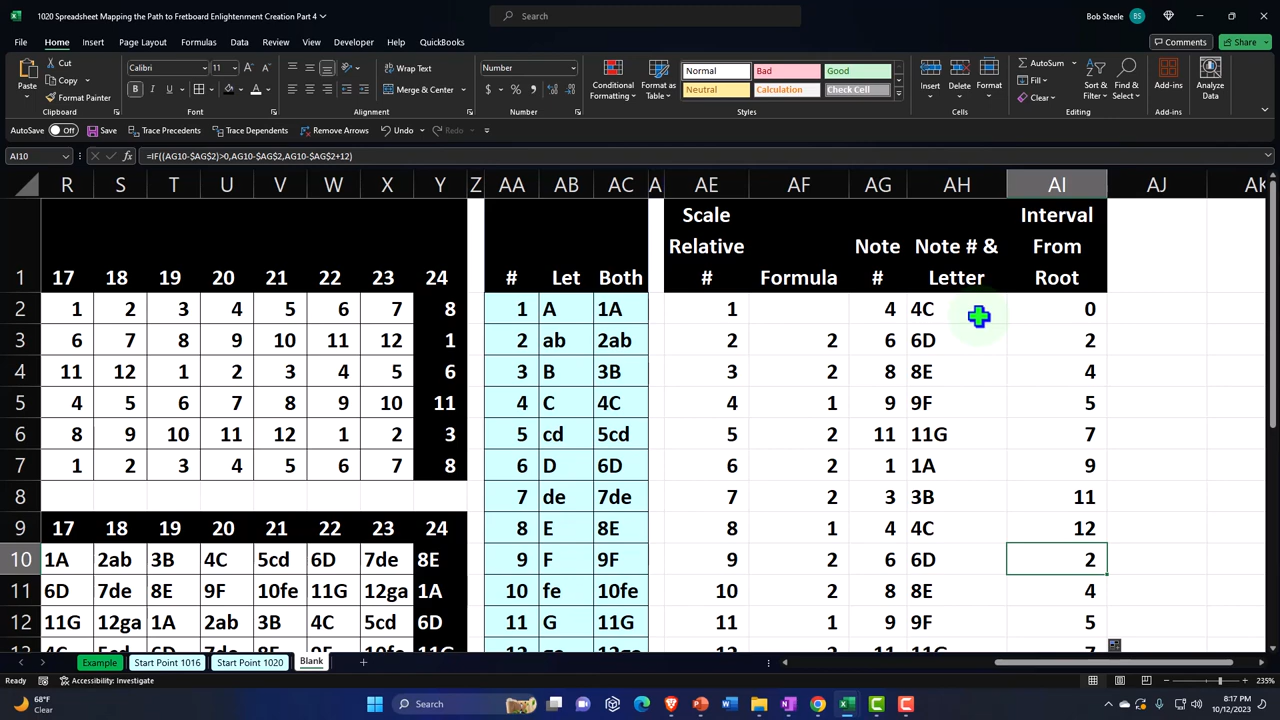 1020 Spreadsheet Mapping the Path to Fretboard Enlightenment Creation Part 4
Search
Bob Steele BS
File Home Insert Draw Page Layout Formulas Data Review View Developer Help QuickBooks
Comments Share
Cut
Copy
Paste
Format Painter
Clipboard
Calibri 11
B I U
Font
Wrap Text
Merge & Center
Alignment
Number
$ % 9
Number
Conditional Formatting
Format as Table
Normal Bad Good
Neutral Calculation Check Cell
Styles
Insert Delete Format
Cells
AutoSum
Fill
Clear
Sort & Filter
Find & Select
Editing
Add-ins
Add-ins
Analyze Data
AutoSave Off Save Trace Precedents Trace Dependents Remove Arrows Undo Redo
AI10 fx =IF((AG10-$AG$2)>0,AG10-$AG$2,AG10-$AG$2+12)
R S T U V W X Y Z AA AB AC A AE AF AG AH AI AJ AK
Scale Interval
Relative Note Note # & From
1 17 18 19 20 21 22 23 24 # Let Both # Formula # Letter Root
2 1 2 3 4 5 6 7 8 1 A 1A 1 4 4C 0
3 6 7 8 9 10 11 12 1 2 ab 2ab 2 2 6 6D 2
4 11 12 1 2 3 4 5 6 3 B 3B 3 2 8 8E 4
5 4 5 6 7 8 9 10 11 4 C 4C 4 1 9 9F 5
6 8 9 10 11 12 1 2 3 5 cd 5cd 5 2 11 11G 7
7 1 2 3 4 5 6 7 8 6 D 6D 6 2 1 1A 9
8 7 de 7de 7 2 3 3B 11
9 17 18 19 20 21 22 23 24 8 E 8E 8 1 4 4C 12
10 1A 2ab 3B 4C 5cd 6D 7de 8E 9 F 9F 9 2 6 6D 2
11 6D 7de 8E 9F 10fe 11G 12ga 1A 10 fe 10fe 10 2 8 8E 4
12 11G 12ga 1A 2ab 3B 4C 5cd 6D 11 G 11G 11 1 9 9F 5
Example Start Point 1016 Start Point 1020 Blank
Ready Accessibility: Investigate 235%
68°F
Clear
Search
8:17 PM
10/12/2023